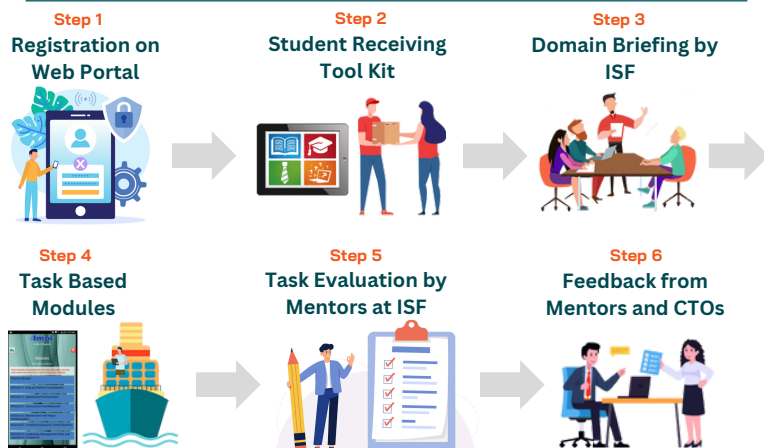 Step 1
Registration on
Web Portal
Step 2
Student Receiving
Tool Kit
Step 3
Domain Briefing by
ISF
Step 4
Task Based
Modules
Step 5
Task Evaluation by
Mentors at ISF
Step 6
Feedback from
Mentors and CTOs